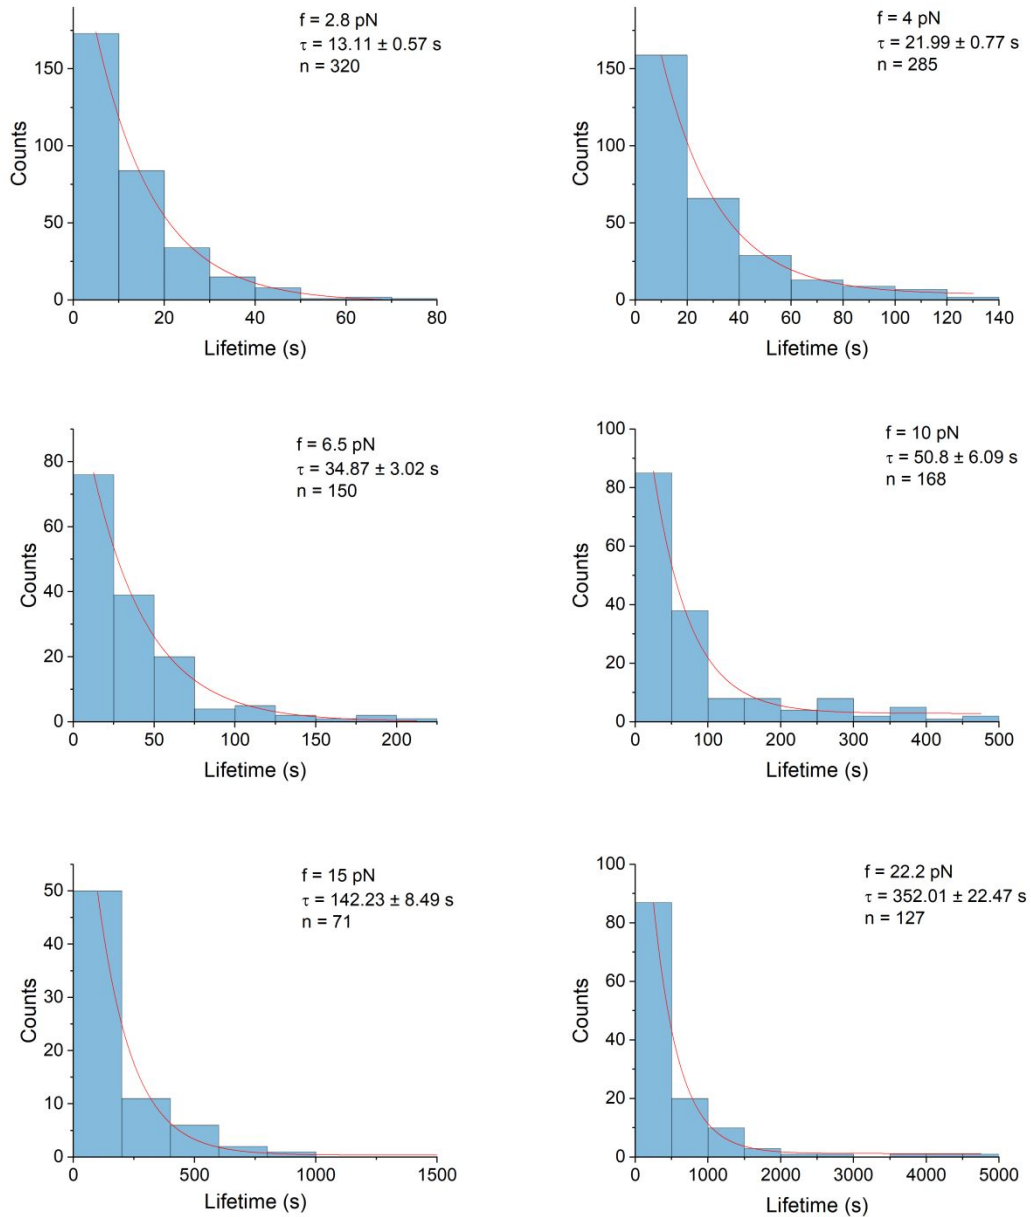 f = 2.8 pN
τ = 13.11 ± 0.57 s
n = 320
150
100
50
0
Counts
0 20 40 60 80
Lifetime (s)
f = 4 pN
τ = 21.99 ± 0.77 s
n = 285
150
100
50
0
Counts
0 20 40 60 80 100 120 140
Lifetime (s)
f = 6.5 pN
τ = 34.87 ± 3.02 s
n = 150
80
60
40
20
0
Counts
0 50 100 150 200
Lifetime (s)
f = 10 pN
τ = 50.8 ± 6.09 s
n = 168
100
80
60
40
20
0
Counts
0 100 200 300 400 500
Lifetime (s)
f = 15 pN
τ = 142.23 ± 8.49 s
n = 71
50
40
30
20
10
0
Counts
0 500 1000 1500
Lifetime (s)
f = 22.2 pN
τ = 352.01 ± 22.47 s
n = 127
100
80
60
40
20
0
Counts
0 1000 2000 3000 4000 5000
Lifetime (s)